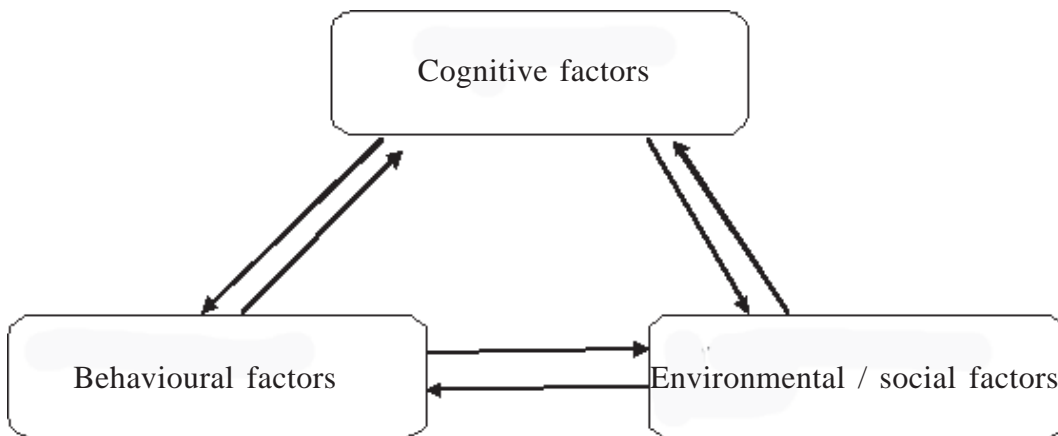 Cognitive factors
Behavioural factors
Environmental / social factors